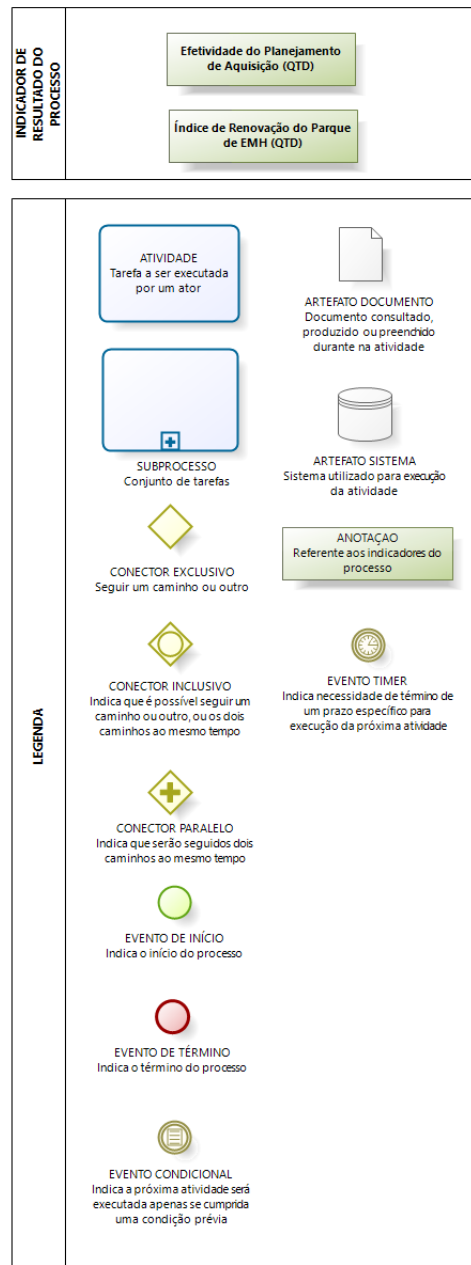 INDICADOR DE
RESULTADO DO
PROCESSO
Efetividade do Planejamento
de Aquisição (QTD)
Índice de Renovação do Parque
de EMH (QTD)
LEGENDA
ATIVIDADE
Tarefa a ser executada
por um ator
SUBPROCESSO
Conjunto de tarefas
CONECTOR EXCLUSIVO
Seguir um caminho ou outro
CONECTOR INCLUSIVO
Indica que é possível seguir um
caminho ou outro, ou os dois
caminhos ao mesmo tempo
CONECTOR PARALELO
Indica que serão seguidos dois
caminhos ao mesmo tempo
EVENTO DE INÍCIO
Indica o início do processo
EVENTO DE TÉRMINO
Indica o término do processo
EVENTO CONDICIONAL
Indica a próxima atividade será
executada apenas se cumprida
uma condição prévia
ARTEFATO DOCUMENTO
Documento consultado,
produzido ou preenchido
durante na atividade
ARTEFATO SISTEMA
Sistema utilizado para execução
da atividade
ANOTAÇAO
Referente aos indicadores do
processo
EVENTO TIMER
Indica necessidade de término de
um prazo específico para
execução da próxima atividade